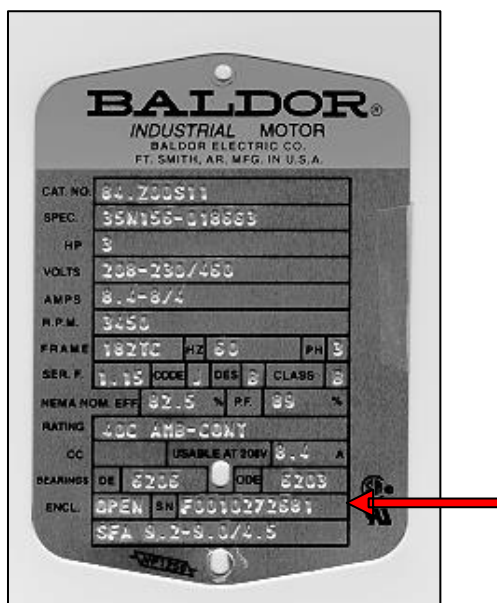 BALDOR®
INDUSTRIAL MOTOR
BALDOR ELECTRIC CO.
FT. SMITH, AR. MFG. IN U.S.A.
CAT. NO. 84.Z00S11
SPEC. 35N156-
HP 3
VOLTS 208-230/460
AMPS 8.4-8/4
R.P.M. 3450
FRAME 182TC HZ 60 PH 3
SER. F. 1.15 CODE J DES B CLASS B
NEMA NOM. EFF 82.5 % P.F. 89 %
RATING 40C AMB-CONT
CC USABLE AT 208V 8.4 A
BEARINGS DE 6206 ODE 6203
ENCL. OPEN SN
SFA 9.2-9.0/4.5